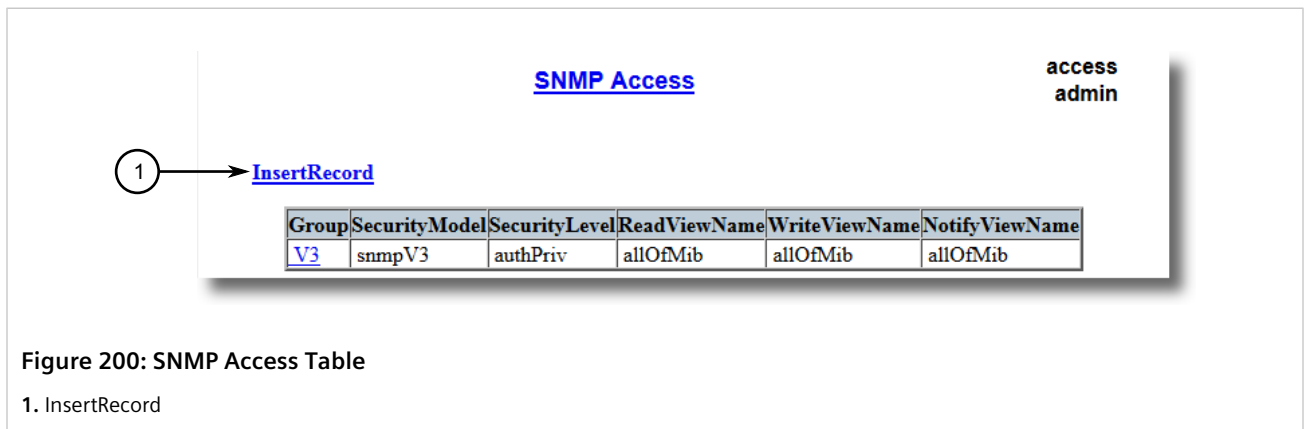 SNMP Access
access
admin
1
InsertRecord
Group SecurityModel SecurityLevel ReadViewName WriteViewName NotifyViewName
V3 snmpV3 authPriv allOfMib allOfMib allOfMib
Figure 200: SNMP Access Table
1. InsertRecord